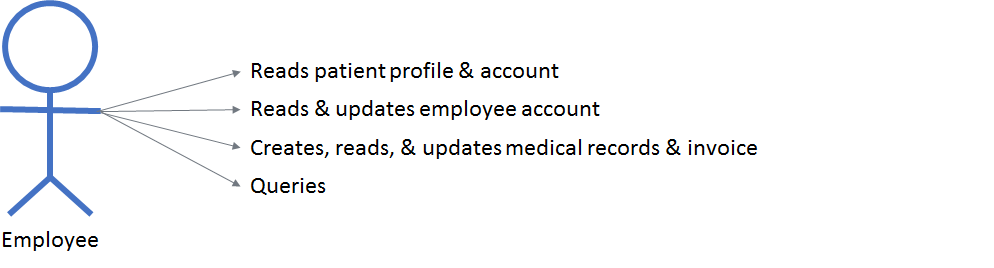 Reads patient profile & account
Reads & updates employee account
Creates, reads, & updates medical records & invoice
Queries
Employee